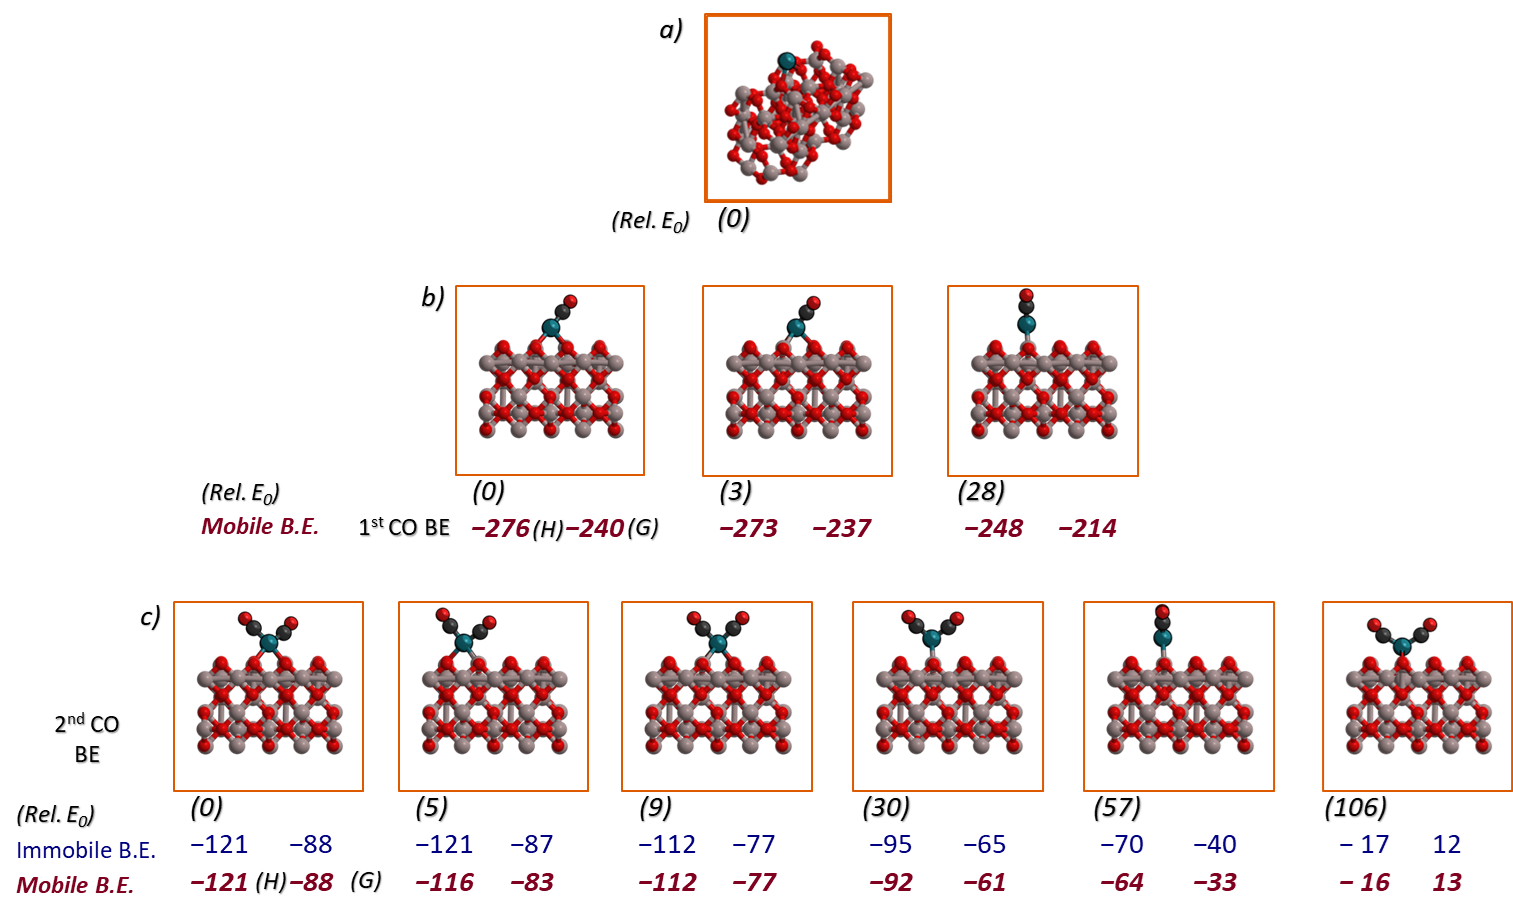 a)
(Rel. E0) (0)
b)
(Rel. E0) (0) (3) (28)
Mobile B.E. 1st CO BE −276 (H) −240 (G) −273 −237 −248 −214
c)
2nd CO
BE
(Rel. E0) (0) (5) (9) (30) (57) (106)
Immobile B.E. −121 −88 −121 −87 −112 −77 −95 −65 −70 −40 − 17 12
Mobile B.E. −121 (H) −88 (G) −116 −83 −112 −77 −92 −61 −64 −33 − 16 13